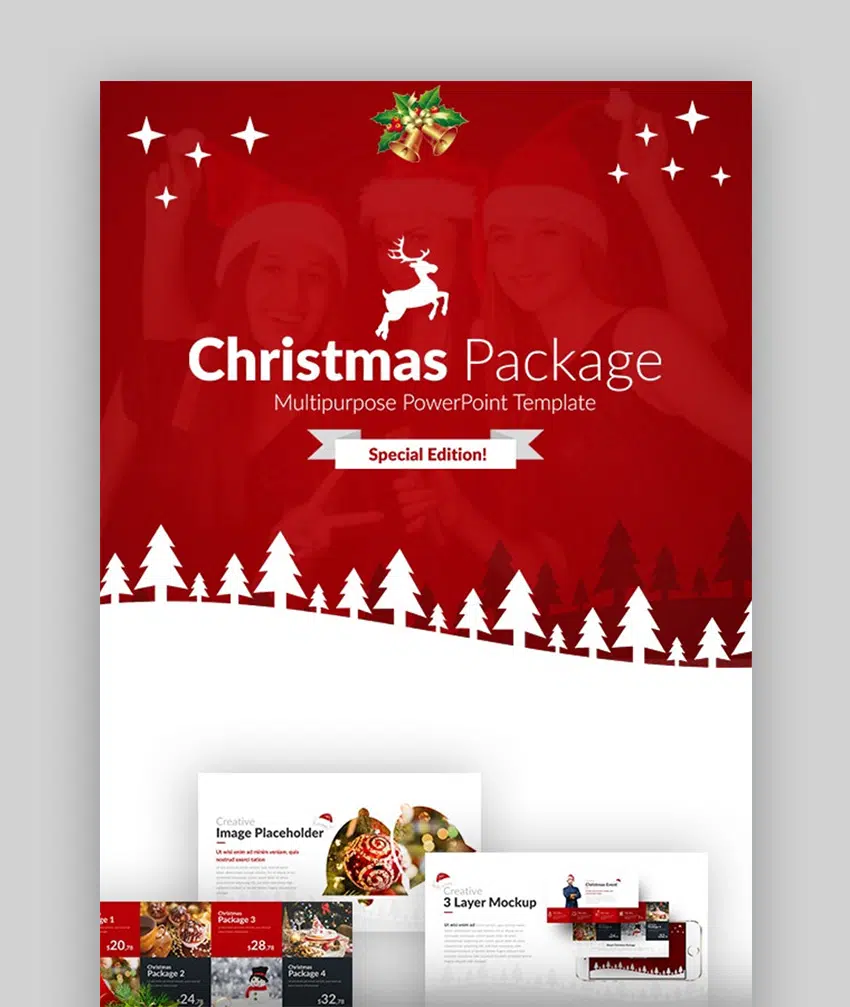 Christmas Package
Multipurpose PowerPoint Template
Special Edition!
Creative
Image Placeholder
Ut wisi enim ad minim veniam, quis
nostrud exerci tation
Creative
3 Layer Mockup
Ut wisi enim ad
Christmas Event
ge 1
$20,78
Christmas
Package 3
$28,78
Christmas
Package 2
$24,78
Christmas
Package 4
$32,78